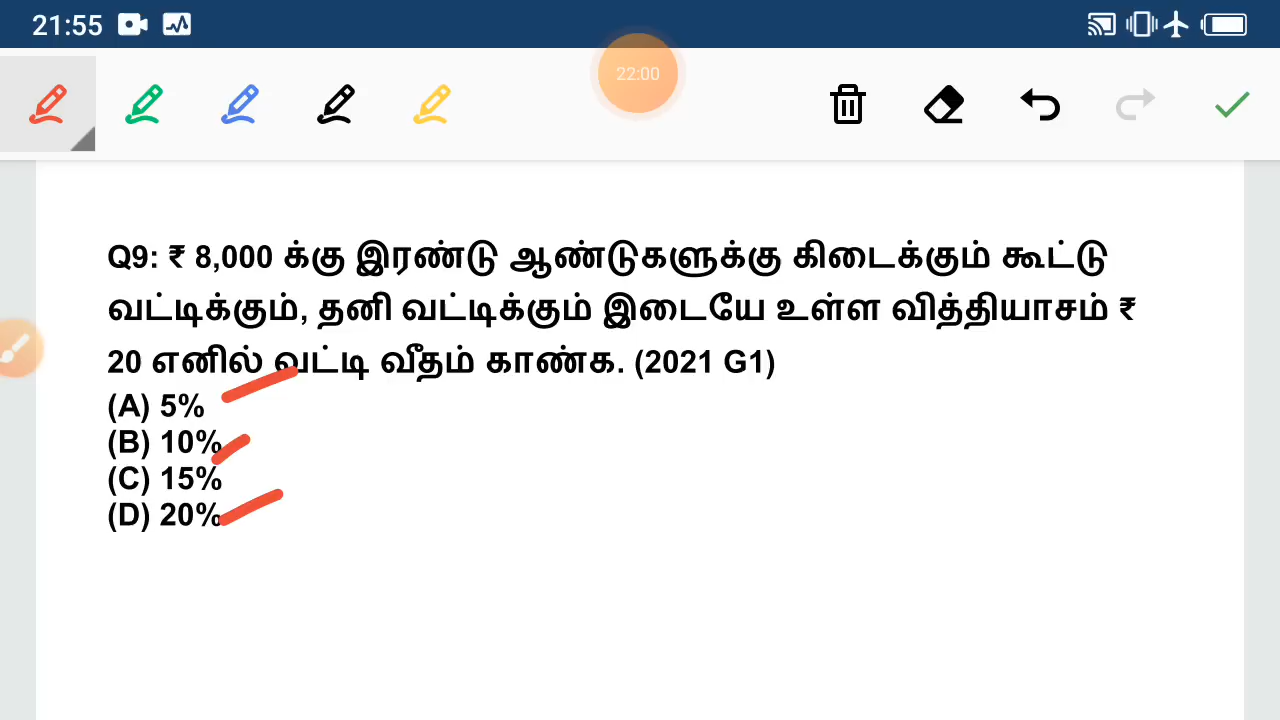 21:55
22:00
Q9: ₹ 8,000 க்கு இரண்டு ஆண்டுகளுக்கு கிடைக்கும் கூட்டு
வட்டிக்கும், தனி வட்டிக்கும் இடையே உள்ள வித்தியாசம் ₹
20 எனில் வட்டி வீதம் காண்க. (2021 G1)
(A) 5%
(B) 10%
(C) 15%
(D) 20%